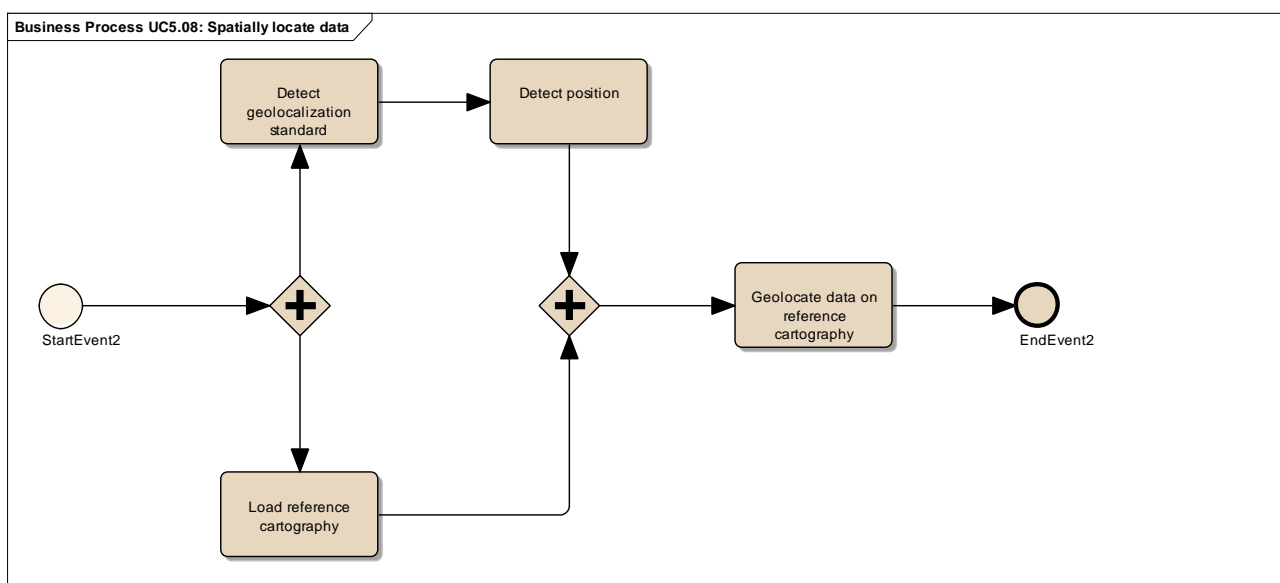 Business Process UC5.08: Spatially locate data
Detect
geolocalization
standard
Detect position
StartEvent2
Geolocate data on
reference
cartography
EndEvent2
Load reference
cartography